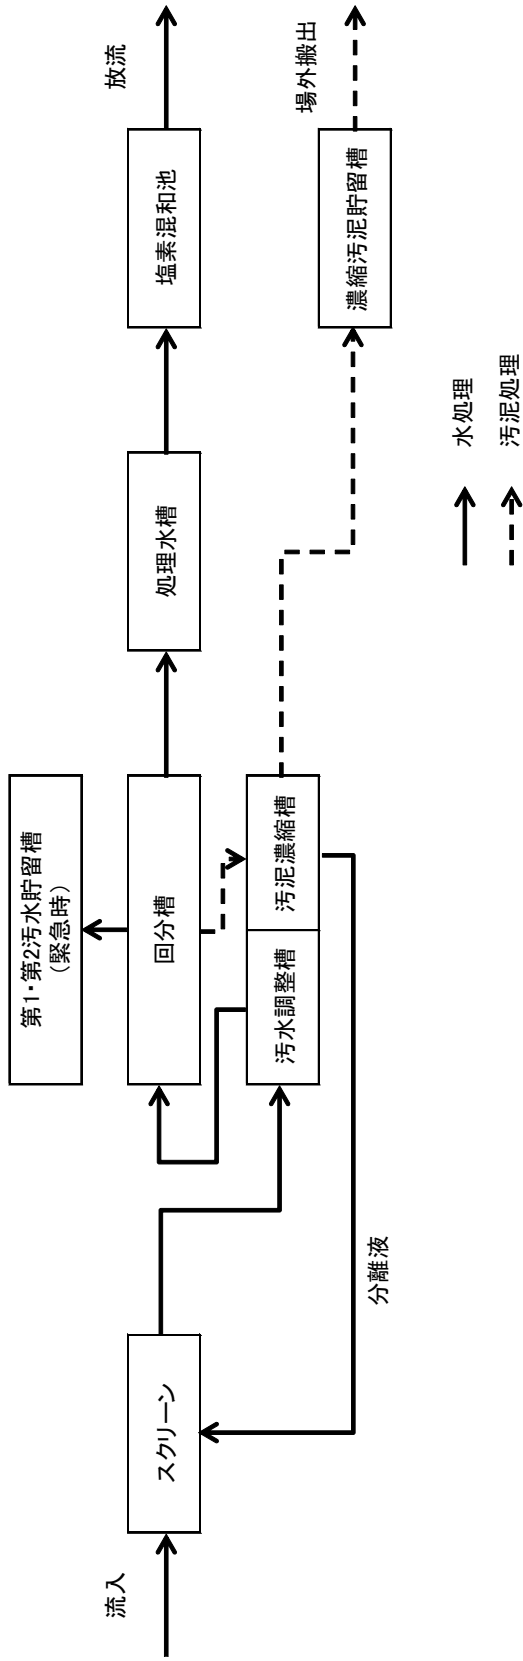 流入
スクリーン
分離液
第1・第2汚水貯留槽
(緊急時)
回分槽
汚水調整槽
汚泥濃縮槽
処理水槽
塩素混和池
放流
濃縮汚泥貯留槽
場外搬出
水処理
汚泥処理